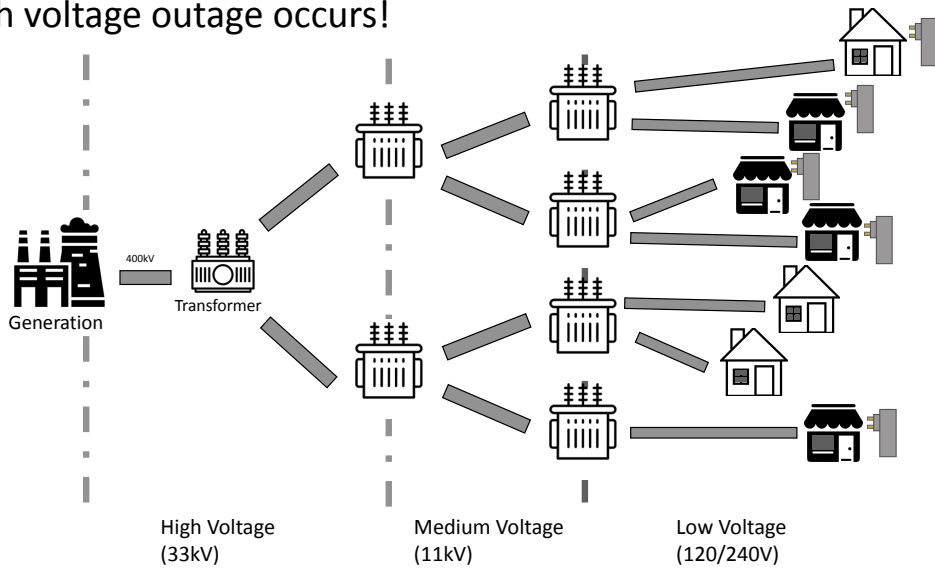 h voltage outage occurs!
400kV
Generation
Transformer
High Voltage
(33kV)
Medium Voltage
(11kV)
Low Voltage
(120/240V)